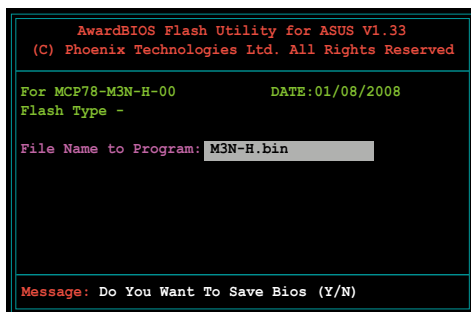 AwardBIOS Flash Utility for ASUS V1.33
(C) Phoenix Technologies Ltd. All Rights Reserved
For MCP78-M3N-H-00 DATE:01/08/2008
Flash Type -
File Name to Program: M3N-H.bin
Message: Do You Want To Save Bios (Y/N)